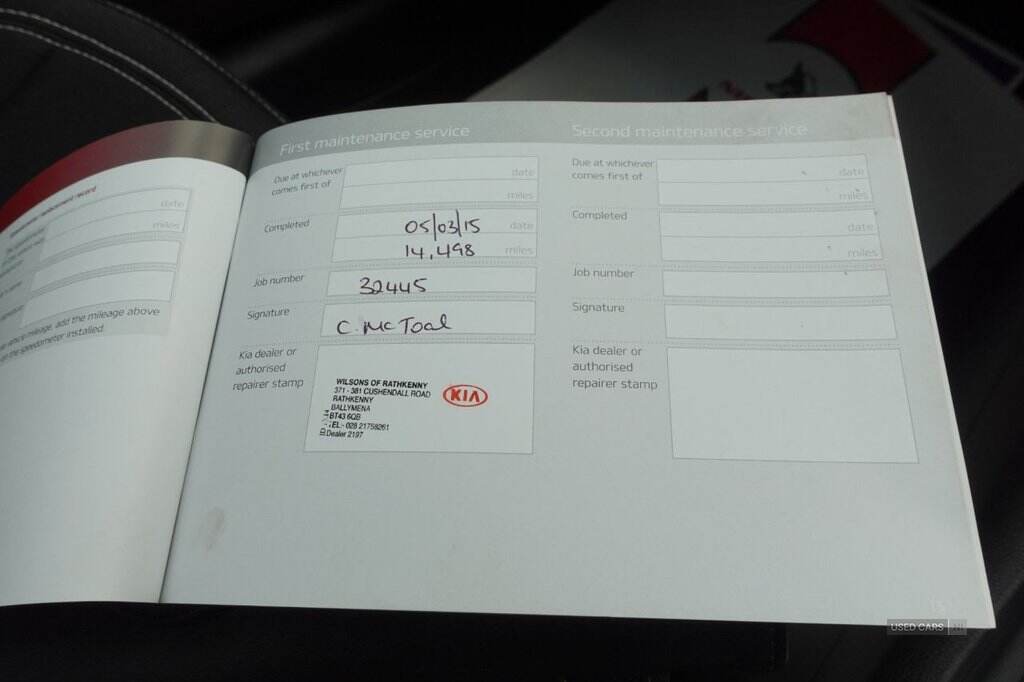 date
miles
vehicle mileage, add the mileage above
the speedometer installed.
First maintenance service
Due at whichever
comes first of
date
miles
Completed
05/03/15 date
14,498 miles
Job number
32445
Signature
C. McToal
Kia dealer or
authorised
repairer stamp
WILSONS OF RATHKENNY
371 - 381 CUSHENDALL ROAD
RATHKENNY
BALLYMENA
BT43 6QB
TEL:- 028 21758261
Dealer 2197
KIA
Second maintenance service
Due at whichever
comes first of
date
miles
Completed
date
miles
Job number
Signature
Kia dealer or
authorised
repairer stamp
15
USED CARS NI